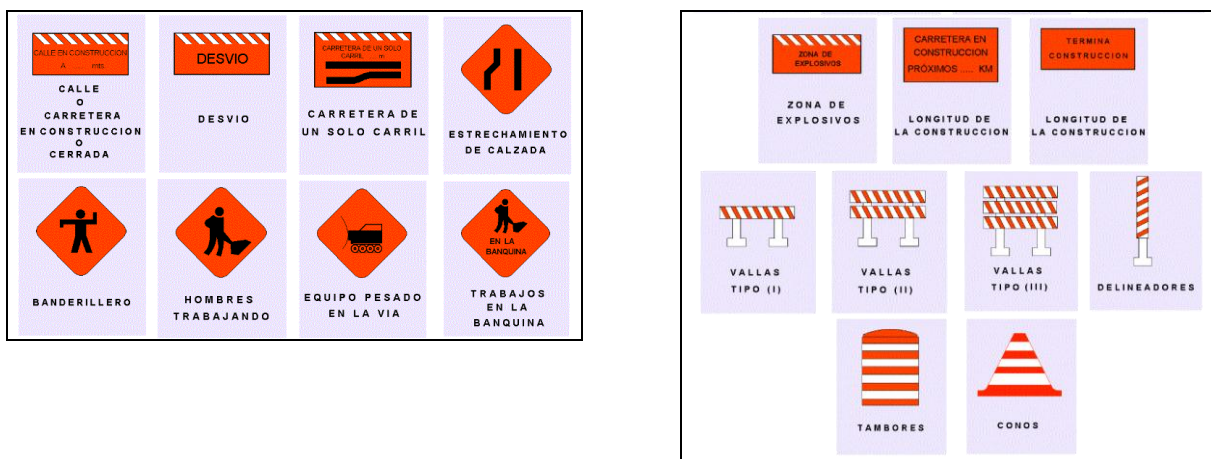 CALLE EN CONSTRUCCION
A ..... mts
CALLE
O
CARRETERA
EN CONSTRUCCION
O
CERRADA
DESVIO
DESVIO
CARRETERA DE UN SOLO
CARRIL ..... m
CARRETERA DE
UN SOLO CARRIL
ESTRECHAMIENTO
DE CALZADA
BANDERILLERO
HOMBRES
TRABAJANDO
EQUIPO PESADO
EN LA VIA
EN LA
BANQUINA
TRABAJOS
EN LA
BANQUINA
ZONA DE
EXPLOSIVOS
ZONA DE
EXPLOSIVOS
CARRETERA EN
CONSTRUCCION
PRÓXIMOS ..... KM
LONGITUD DE
LA CONSTRUCCION
TERMINA
CONSTRUCCION
LONGITUD DE
LA CONSTRUCCION
VALLAS
TIPO (I)
VALLAS
TIPO (II)
VALLAS
TIPO (III)
DELINEADORES
TAMBORES
CONOS